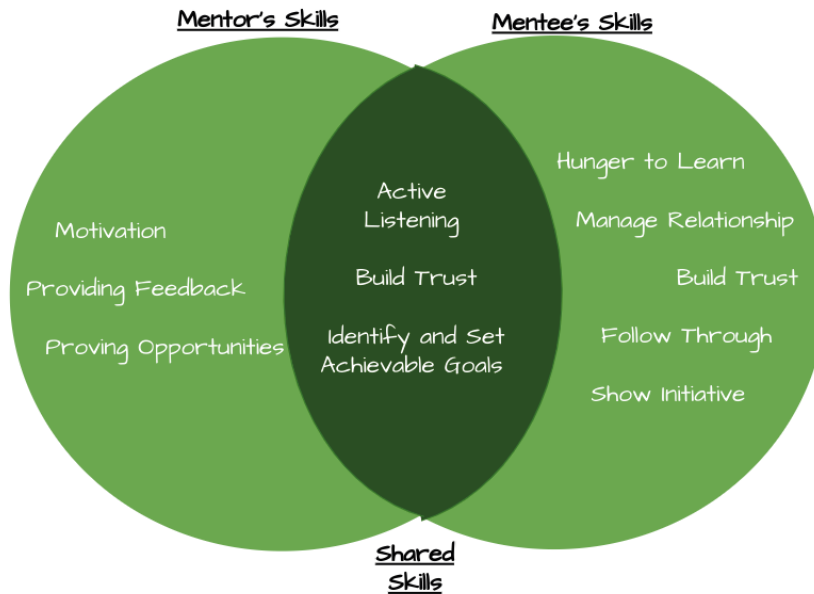 Mentor's Skills
Mentee's Skills
Motivation
Providing Feedback
Proving Opportunities
Active
Listening
Build Trust
Identify and Set
Achievable Goals
Hunger to Learn
Manage Relationship
Build Trust
Follow Through
Show Initiative
Shared
Skills